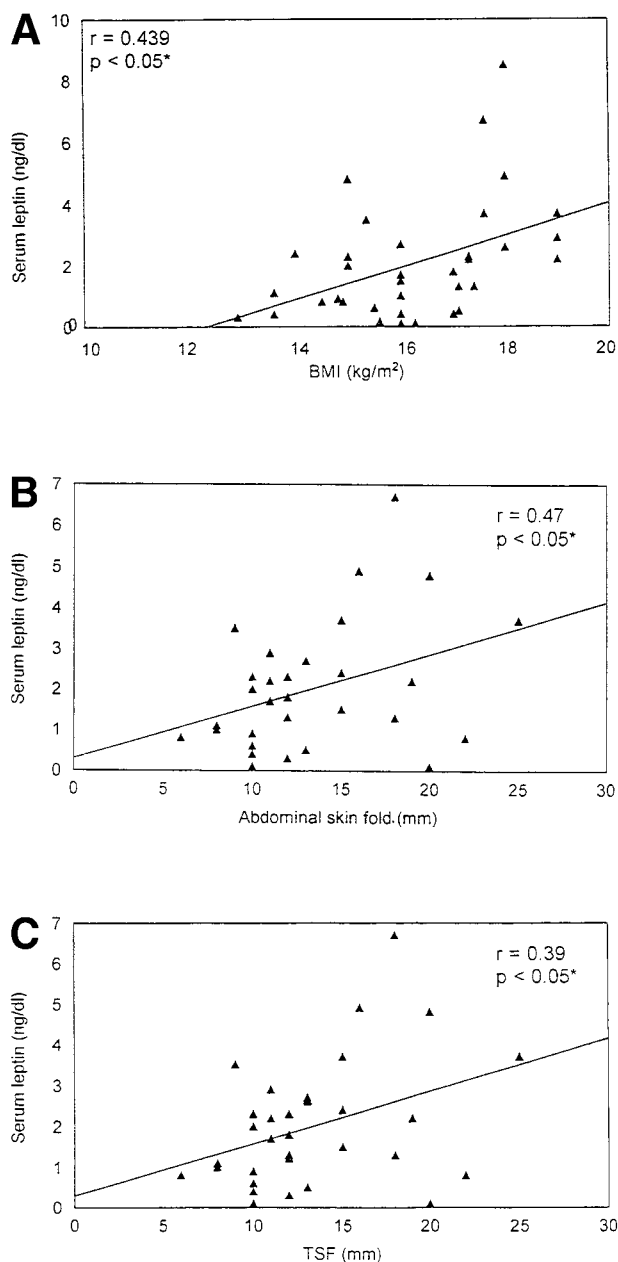 A
r = 0.439
p < 0.05*
10
8
6
4
2
0
0
Serum leptin (ng/dl)
10 12 14 16 18 20
BMI (kg/m²)
B
r = 0.47
p < 0.05*
7
6
5
4
3
2
1
0
Serum leptin (ng/dl)
0 5 10 15 20 25 30
Abdominal skin fold.(mm)
C
r = 0.39
p < 0.05*
7
6
5
4
3
2
1
0
Serum leptin (ng/dl)
0 5 10 15 20 25 30
TSF (mm)